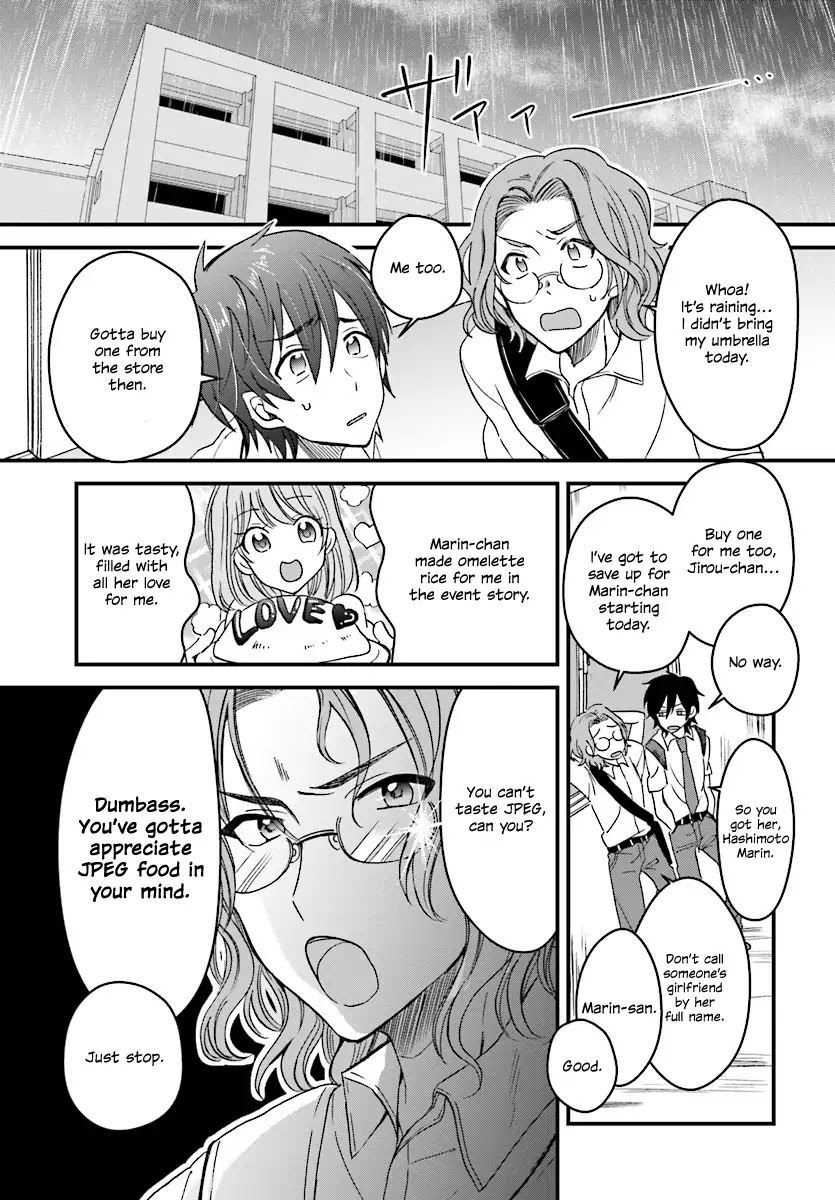 ザァァ
...
Whoa!
It's raining...
I didn't bring
my umbrella
today.
Me too.
Gotta buy
one from
the store
then.
Buy one
for me too,
Jirou-chan...
I've got to
save up for
Marin-chan
starting
today.
No way.
So you
got her,
Hashimoto
Marin.
Don't call
someone's
girlfriend
by her
full name.
Marin-san.
Good.
Marin-chan
made omelette
rice for me in
the event story.
LOVE
It was tasty,
filled with
all her love
for me.
You can't
taste JPEG,
can you?
Dumbass.
You've gotta
appreciate
JPEG food in
your mind.
Just stop.